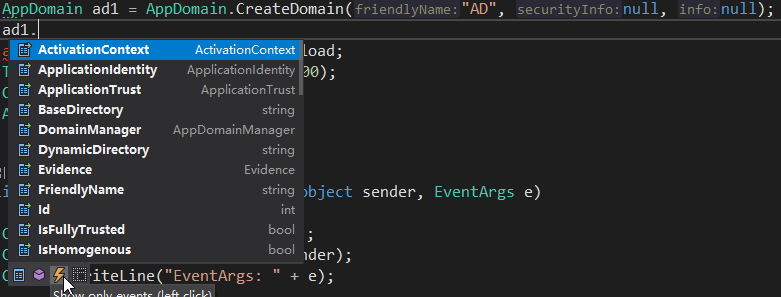 AppDomain ad1 = AppDomain.CreateDomain(friendlyName:"AD", securityInfo:null, info:null);
ad1.
ActivationContext ActivationContext load;
ApplicationIdentity ApplicationIdentity 00);
ApplicationTrust ApplicationTrust
BaseDirectory string
DomainManager AppDomainManager
DynamicDirectory string
Evidence Evidence
FriendlyName string object sender, EventArgs e)
Id int
IsFullyTrusted bool ;
IsHomogenous bool der);
riteLine("EventArgs: " + e);
Show only events (left click)